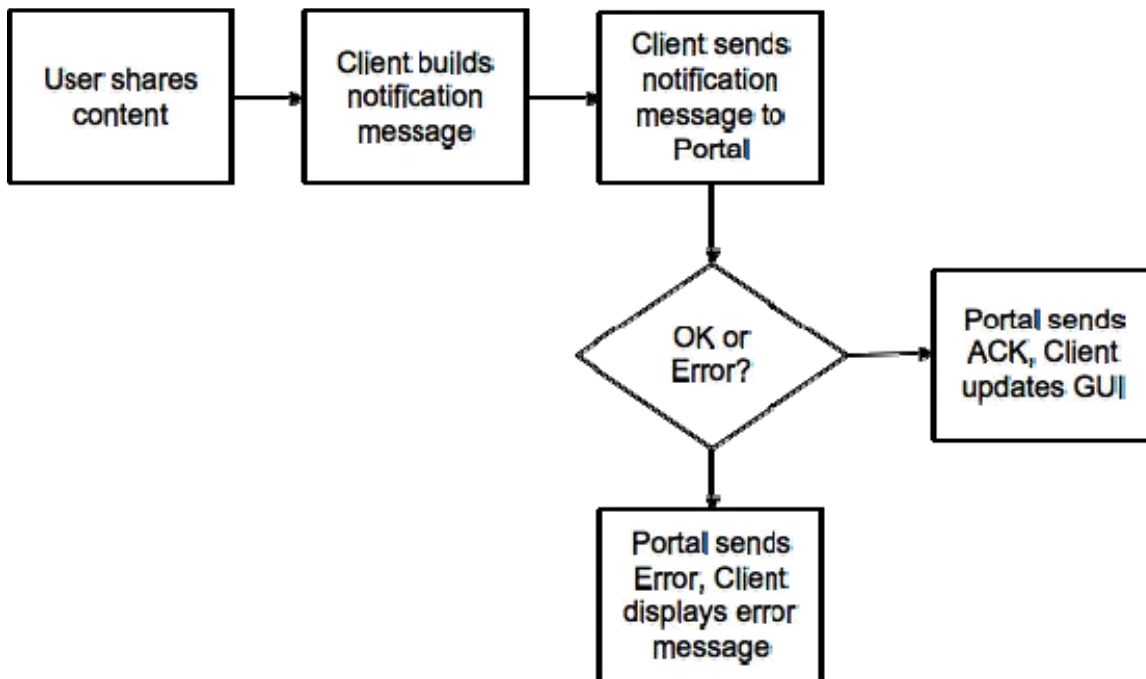 User shares
content
Client builds
notification
message
Client sends
notification
message to
Portal
OK or
Error?
Portal sends
ACK, Client
updates GUI
Portal sends
Error, Client
displays error
message